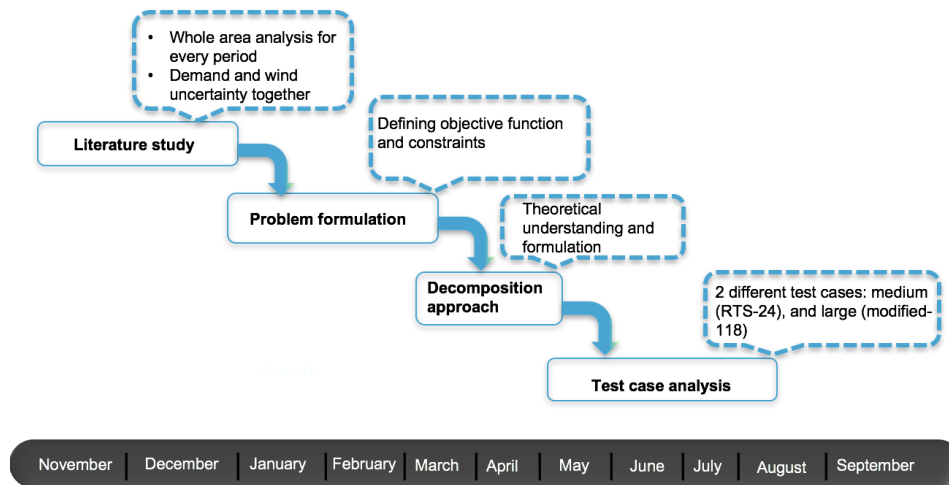 • Whole area analysis for
every period
• Demand and wind
uncertainty together
Literature study
Defining objective function
and constraints
Problem formulation
Theoretical
understanding and
formulation
Decomposition
approach
2 different test cases: medium
(RTS-24), and large (modified-
118)
Test case analysis
November December January February March April May June July August September